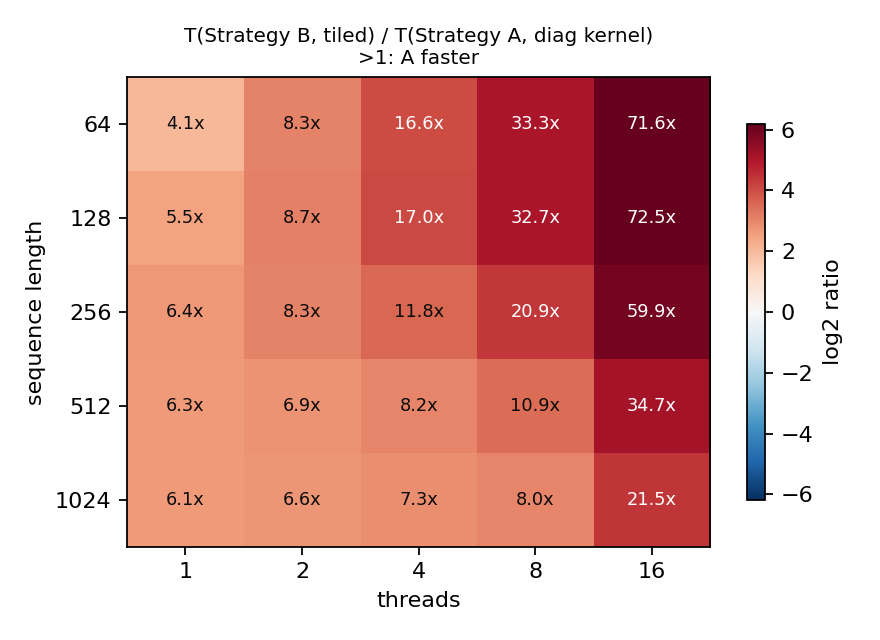 T(Strategy B, tiled) / T(Strategy A, diag kernel)
>1: A faster
64 4.1x 8.3x 16.6x 33.3x 71.6x
128 5.5x 8.7x 17.0x 32.7x 72.5x
256 6.4x 8.3x 11.8x 20.9x 59.9x
512 6.3x 6.9x 8.2x 10.9x 34.7x
1024 6.1x 6.6x 7.3x 8.0x 21.5x
1 2 4 8 16
threads
sequence length
6
4
2
0
−2
−4
−6
log2 ratio